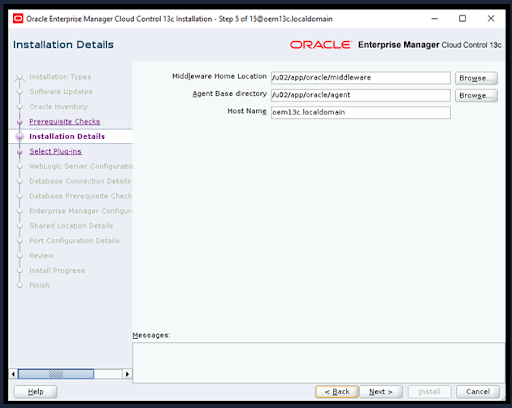 Oracle Enterprise Manager Cloud Control 13c Installation - Step 5 of 15@oem13c.localdomain
Installation Details
ORACLE Enterprise Manager Cloud Control 13c
Installation Types
Software Updates
Oracle Inventory
Prerequisite Checks
Installation Details
Select Plug-ins
WebLogic Server Configuratio
Database Connection Details
Database Prerequisite Check
Enterprise Manager Configur
Shared Location Details
Port Configuration Details
Review
Install Progress
Finish
Middleware Home Location /u02/app/oracle/middleware Browse...
Agent Base directory /u02/app/oracle/agent Browse...
Host Name oem13c.localdomain
Messages:
Help
< Back Next > Install Cancel